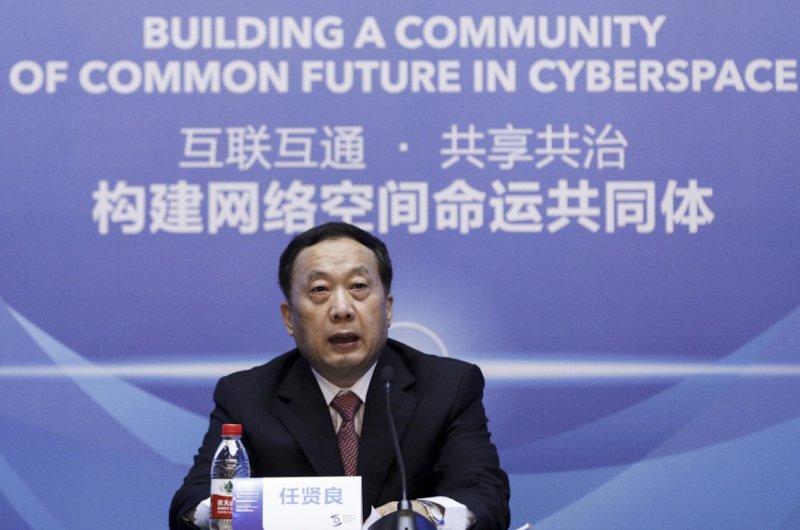 BUILDING A COMMUNITY
OF COMMON FUTURE IN CYBERSPACE
互联互通 · 共享共治
构建网络空间命运共同体
任贤良